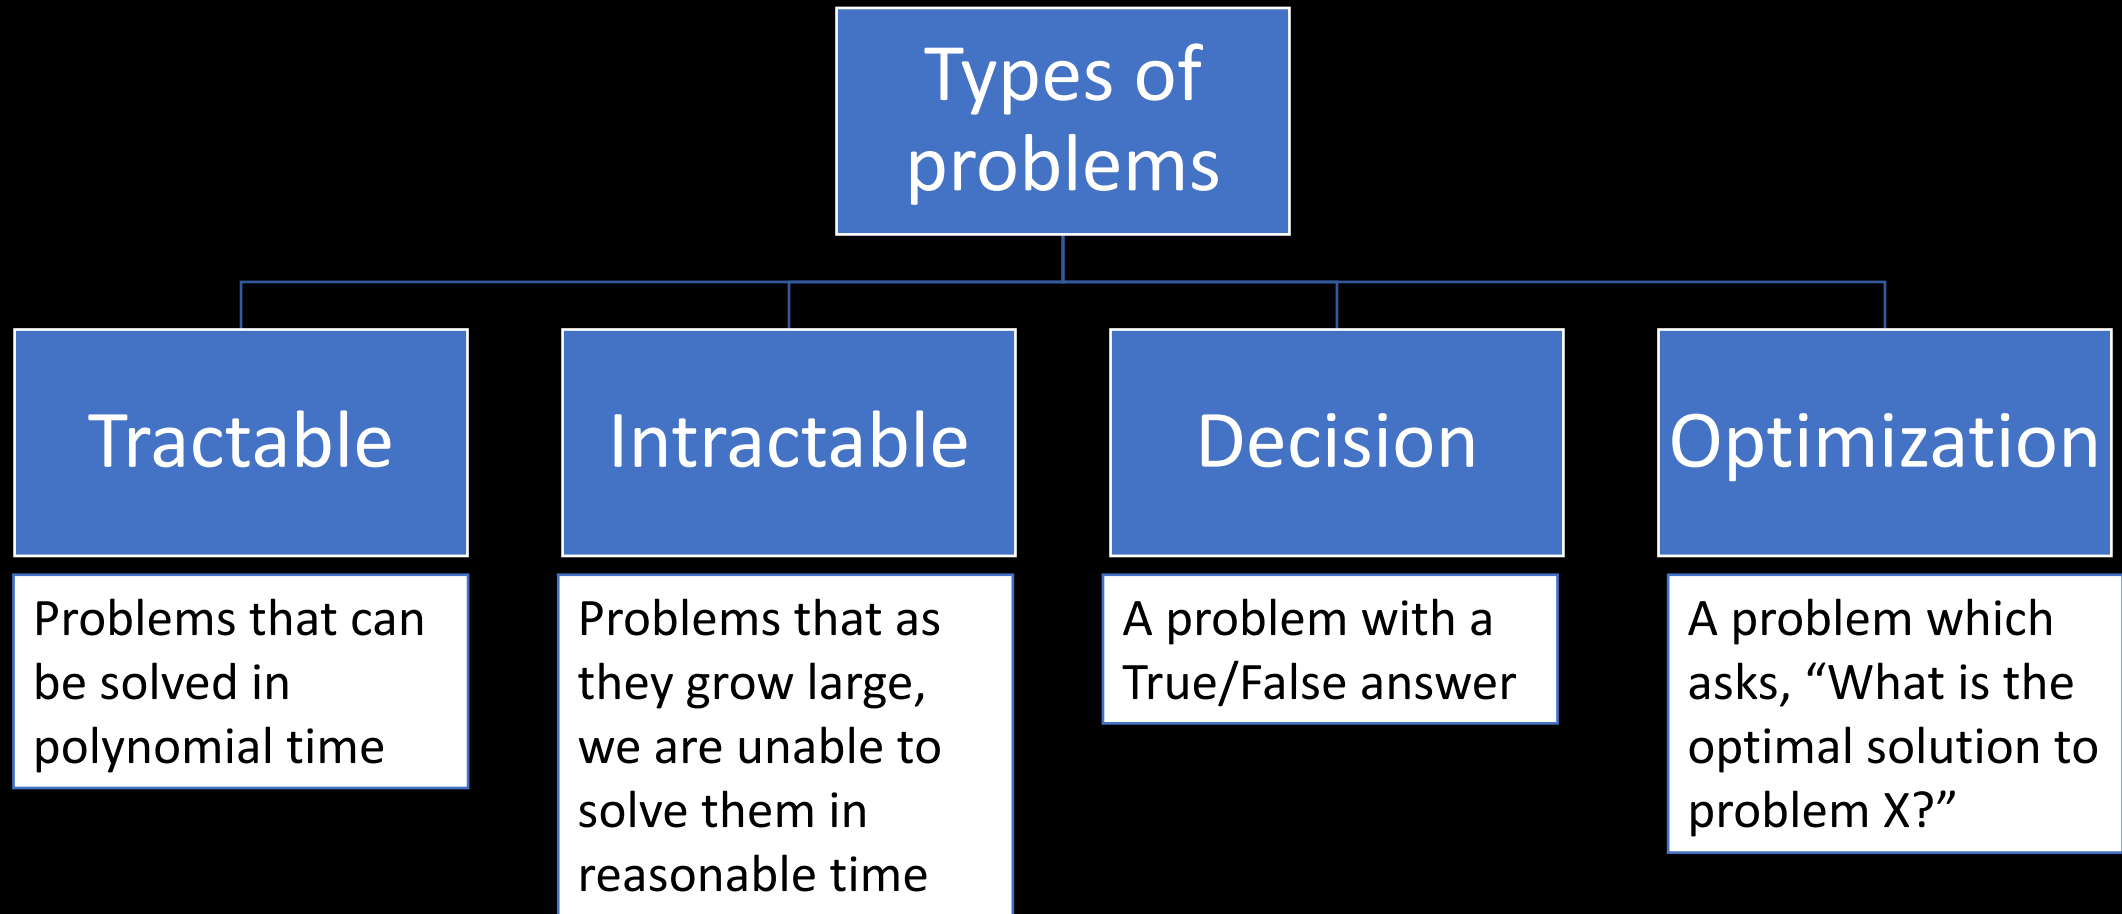 Types of
problems
Tractable
Intractable
Decision
Optimization
Problems that can
be solved in
polynomial time
Problems that as
they grow large,
we are unable to
solve them in
reasonable time
A problem with a
True/False answer
A problem which
asks, “What is the
optimal solution to
problem X?”